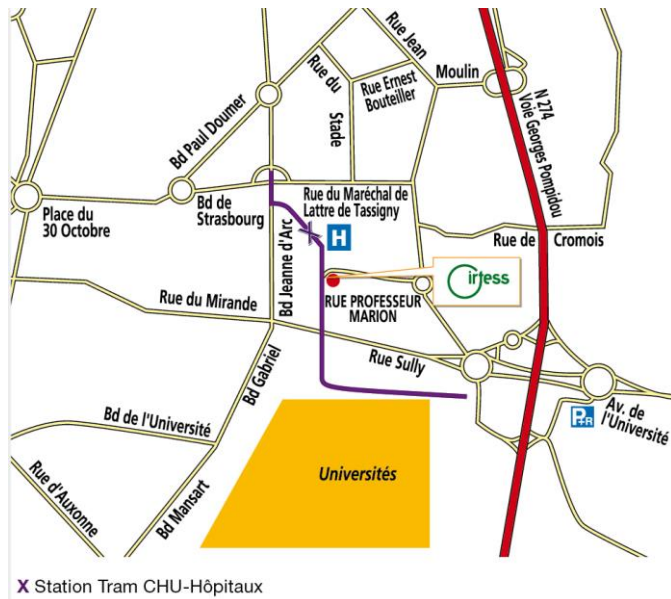 Rue Jean
Moulin
Rue du
Stade
Rue Ernest
Bouteiller
N 274
Voie Georges Pompidou
Bd Paul Doumer
Place du
30 Octobre
Bd de
Strasbourg
Rue du Maréchal de
Lattre de Tassigny
H
Rue de Cromois
Bd Jeanne d'Arc
irtess
Rue du Mirande
RUE PROFESSEUR
MARION
Rue Sully
Bd Gabriel
Bd de l'Université
P+R
Av. de
l'Université
Rue d'Auxonne
Bd Mansart
Universités
X Station Tram CHU-Hôpitaux